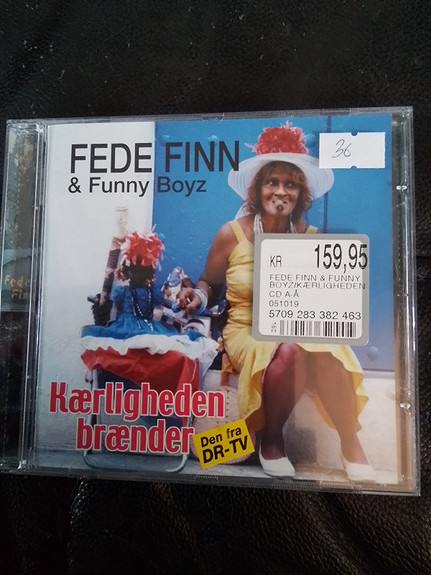 FEDE FINN
& Funny Boyz
36
KR 159,95
FEDE FINN & FUNNY
BOYZ/KÆRLIGHEDEN
CD A-Å
051019
5709 283 382 463
Kærligheden
brænder
Den fra
DR-TV